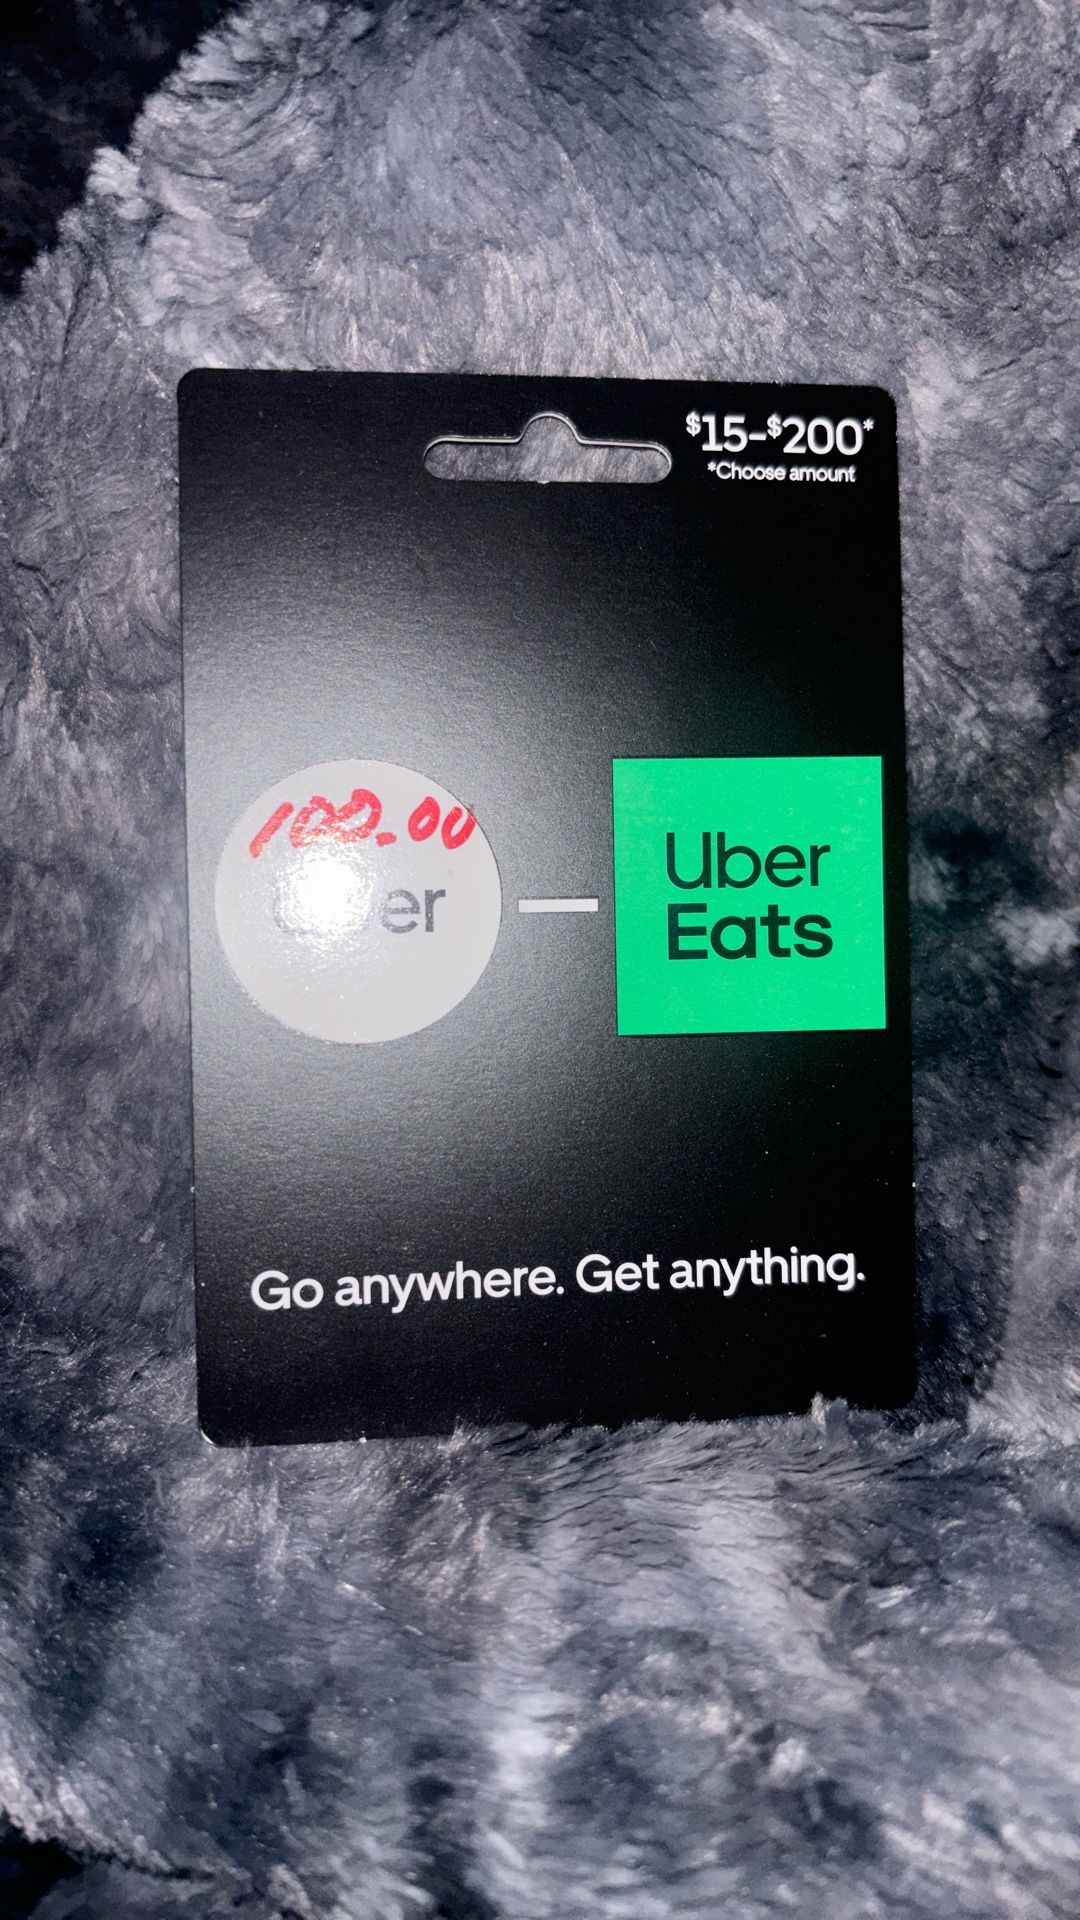 $15-$200*
*Choose amount
100.00
Uber
Eats
Go anywhere. Get anything.